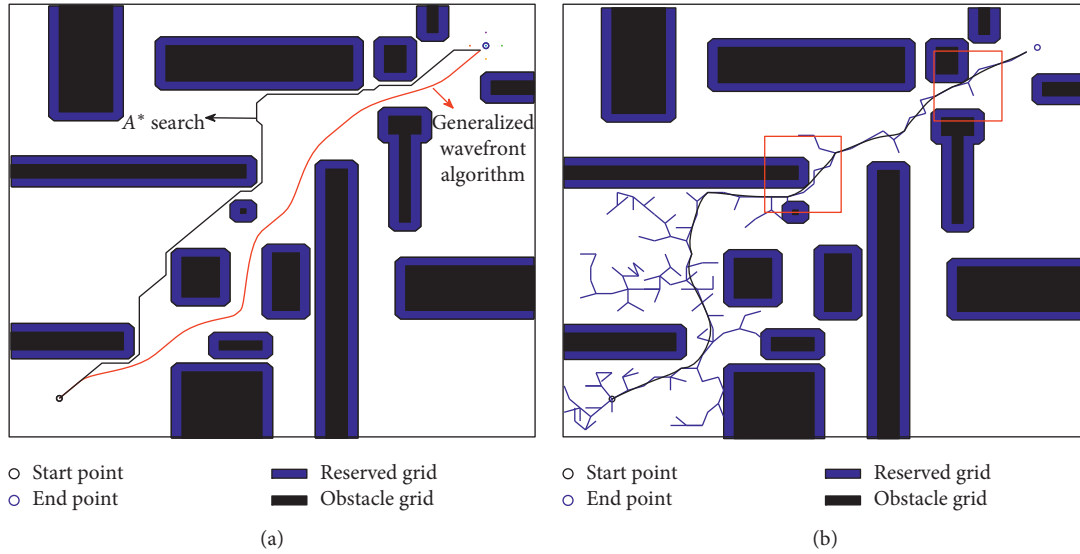 A* search
Generalized
wavefront
algorithm
Start point
End point
Reserved grid
Obstacle grid
(a)
Start point
End point
Reserved grid
Obstacle grid
(b)